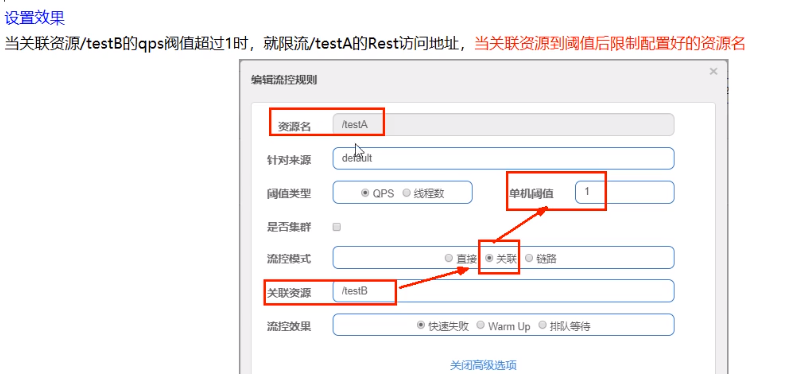 设置效果
当关联资源/testB的qps阀值超过1时，就限流/testA的Rest访问地址，当关联资源到阈值后限制配置好的资源名
编辑流控规则 ×
资源名 /testA
针对来源 default
阈值类型 QPS 线程数 单机阈值 1
是否集群
流控模式 直接 关联 链路
关联资源 /testB
流控效果 快速失败 Warm Up 排队等待
关闭高级选项